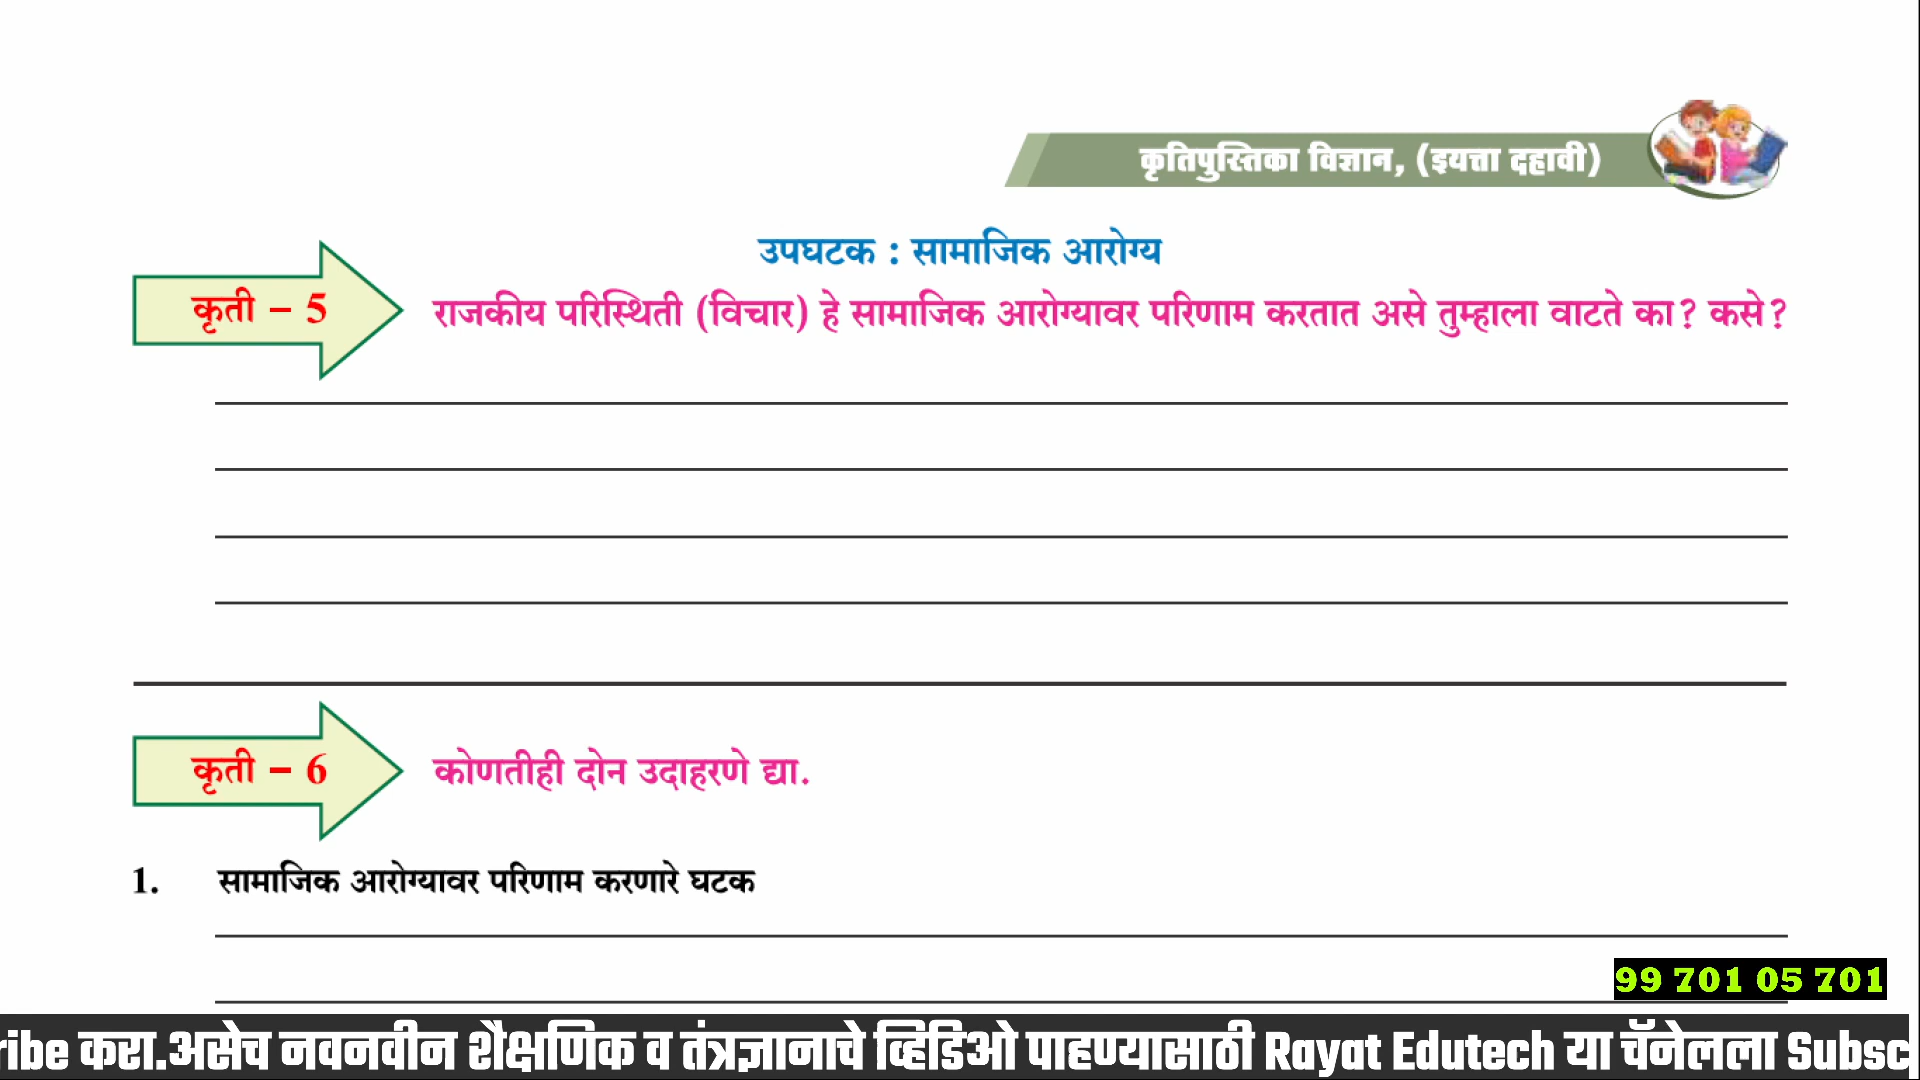 कृतिपुस्तिका विज्ञान, (इयत्ता दहावी)
उपघटक : सामाजिक आरोग्य
कृती – 5
राजकीय परिस्थिती (विचार) हे सामाजिक आरोग्यावर परिणाम करतात असे तुम्हाला वाटते का? कसे?
कृती – 6
कोणतीही दोन उदाहरणे द्या.
1. सामाजिक आरोग्यावर परिणाम करणारे घटक
99 701 05 701
ribe करा.असेच नवनवीन शैक्षणिक व तंत्रज्ञानाचे व्हिडिओ पाहण्यासाठी Rayat Edutech या चॅनेलला Subsc